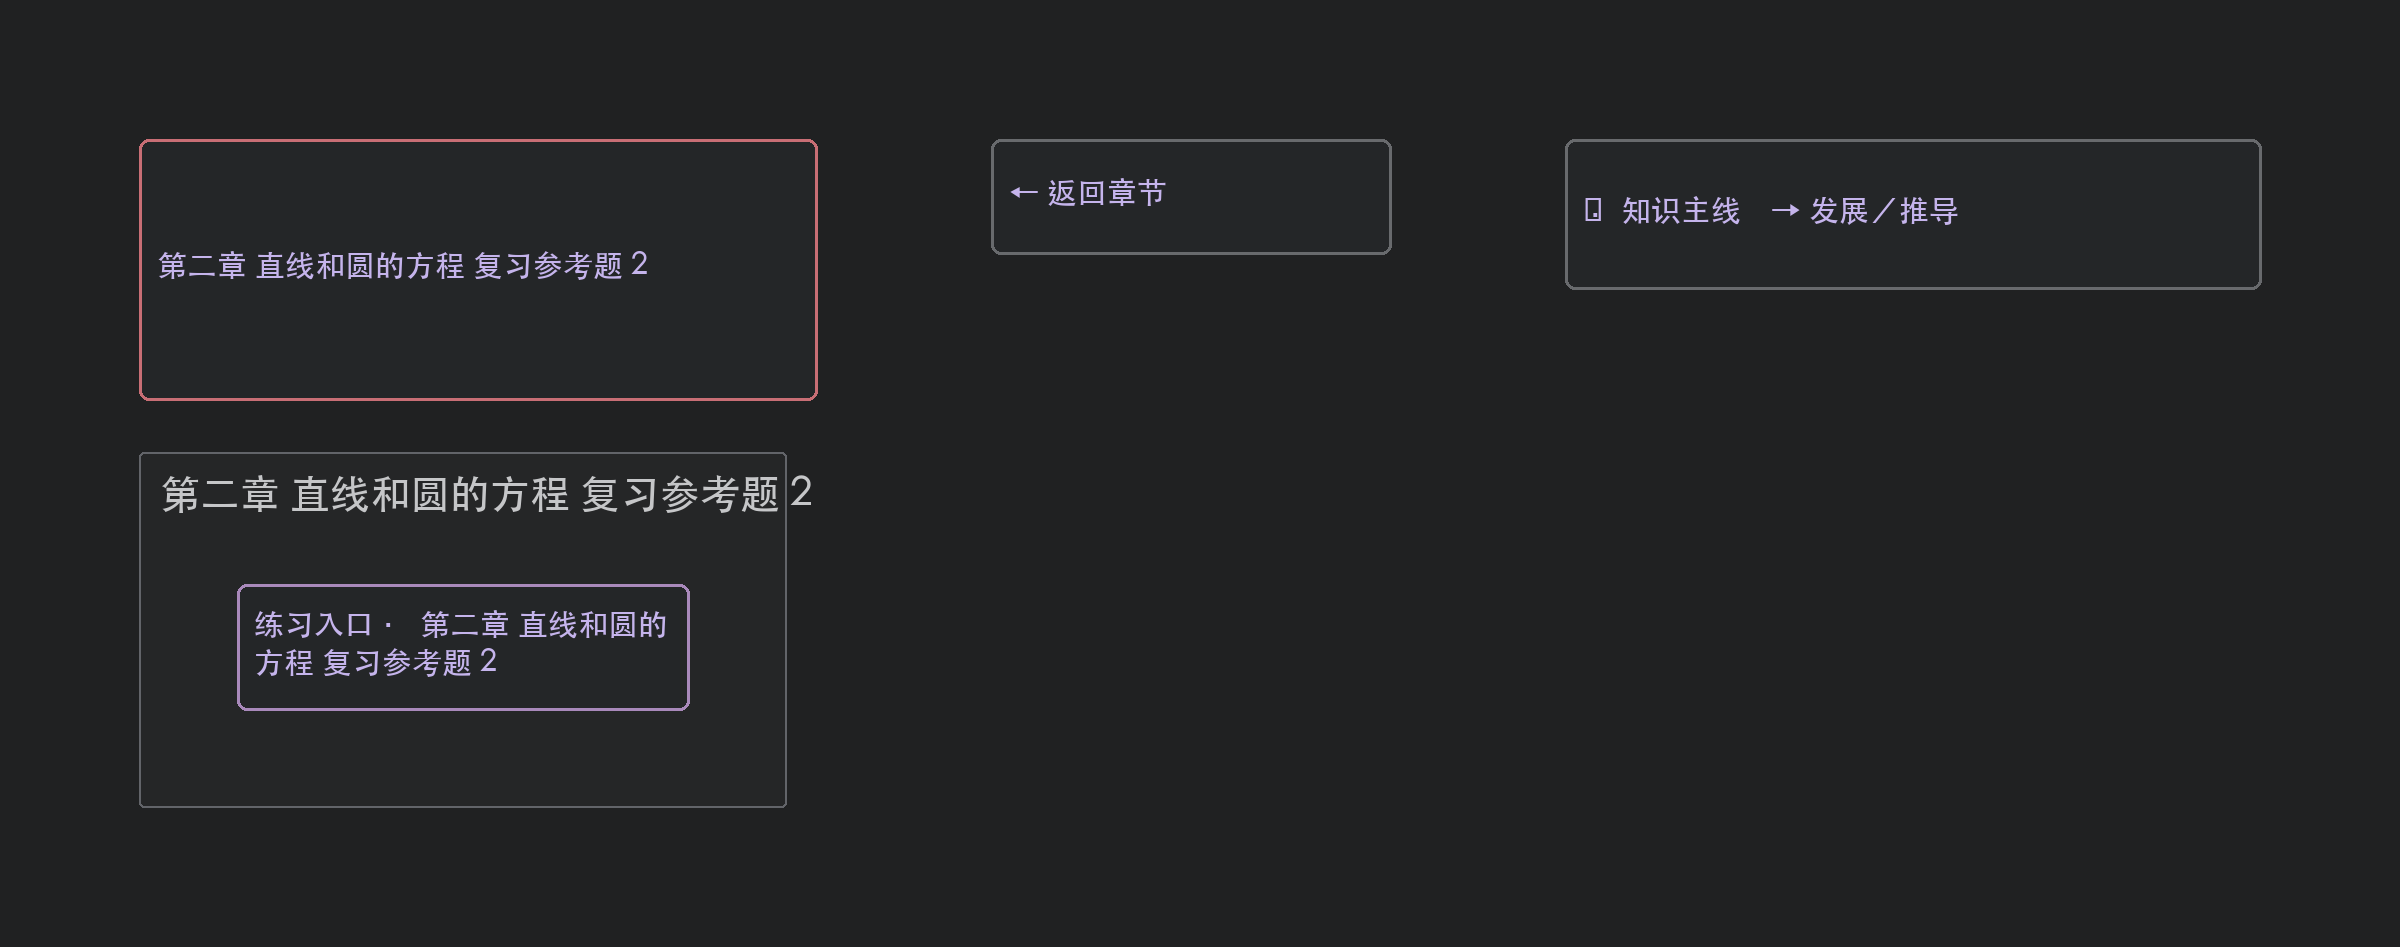 第二章 直线和圆的方程 复习参考题 2
← 返回章节
知识主线 → 发展／推导
第二章 直线和圆的方程 复习参考题 2
练习入口 · 第二章 直线和圆的
方程 复习参考题 2